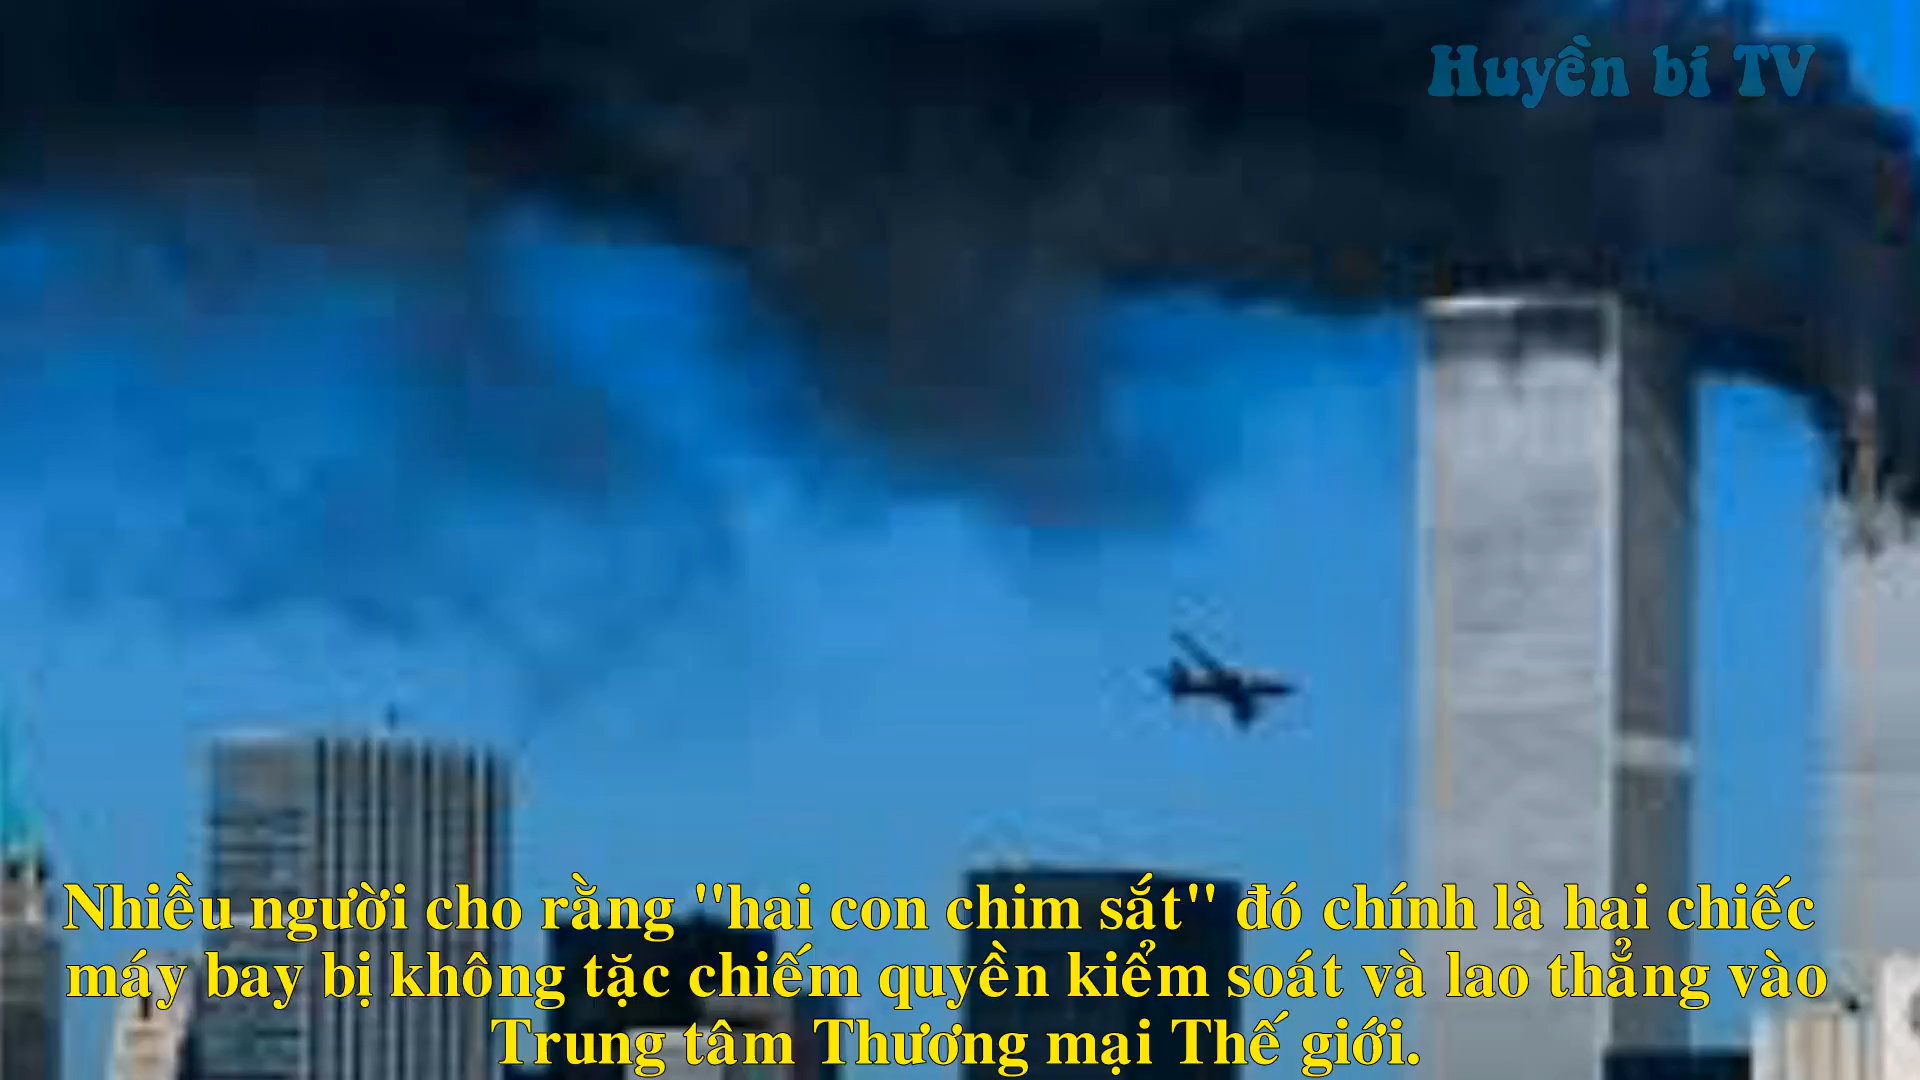 Huyền bí TV
Nhiều người cho rằng "hai con chim sắt" đó chính là hai chiếc
máy bay bị không tặc chiếm quyền kiểm soát và lao thẳng vào
Trung tâm Thương mại Thế giới.